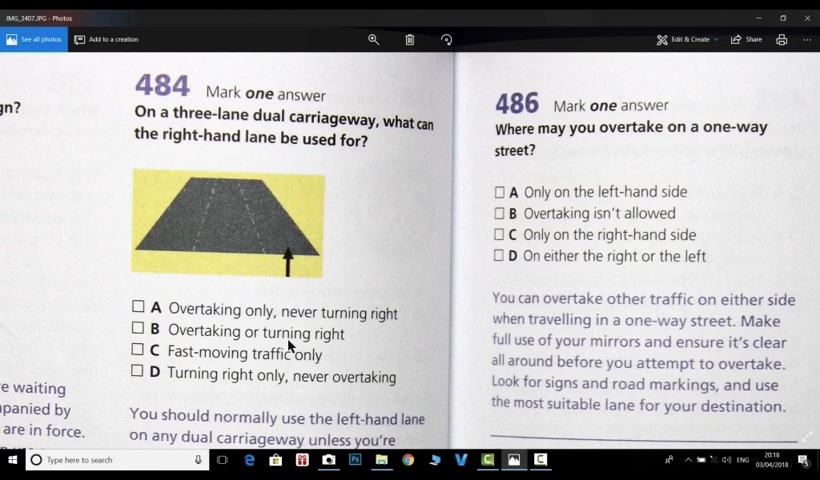 IMG_3407.JPG - Photos
See all photos
Add to a creation
Edit & Create
Share
gn?
484 Mark one answer
On a three-lane dual carriageway, what can
the right-hand lane be used for?
A Overtaking only, never turning right
B Overtaking or turning right
C Fast-moving traffic only
D Turning right only, never overtaking
You should normally use the left-hand lane
on any dual carriageway unless you're
re waiting
mpanied by
are in force.
486 Mark one answer
Where may you overtake on a one-way
street?
A Only on the left-hand side
B Overtaking isn't allowed
C Only on the right-hand side
D On either the right or the left
You can overtake other traffic on either side
when travelling in a one-way street. Make
full use of your mirrors and ensure it's clear
all around before you attempt to overtake.
Look for signs and road markings, and use
the most suitable lane for your destination.
Type here to search
ENG
20:18
03/04/2018